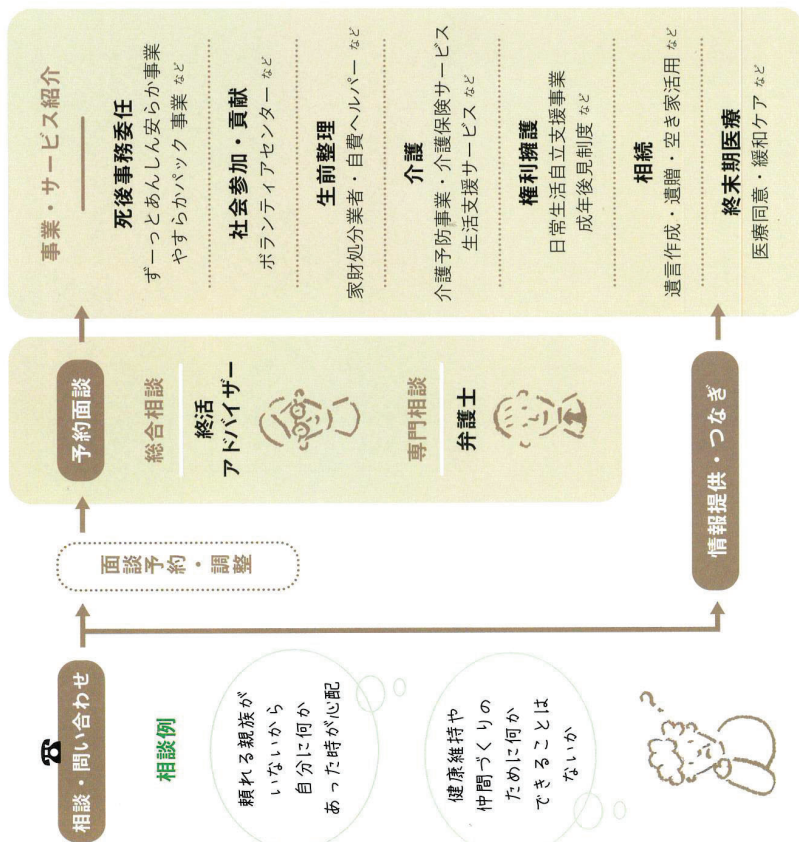 相談・問い合わせ
相談例
頼れる親族が
いないから
自分に何か
あった時が心配
健康維持や
仲間づくりの
ために何か
できることは
ないか
?
面談予約・調整
予約面談
総合相談
終活
アドバイザー
専門相談
弁護士
情報提供・つなぎ
事業・サービス紹介
死後事務委任
ずーっとあんしん安らか事業
やすらかパック 事業 など
社会参加・貢献
ボランティアセンター など
生前整理
家財処分業者・自費ヘルパー など
介護
介護予防事業・介護保険サービス
生活支援サービス など
権利擁護
日常生活自立支援事業
成年後見制度 など
相続
遺言作成・遺贈・空き家活用 など
終末期医療
医療同意・緩和ケア など